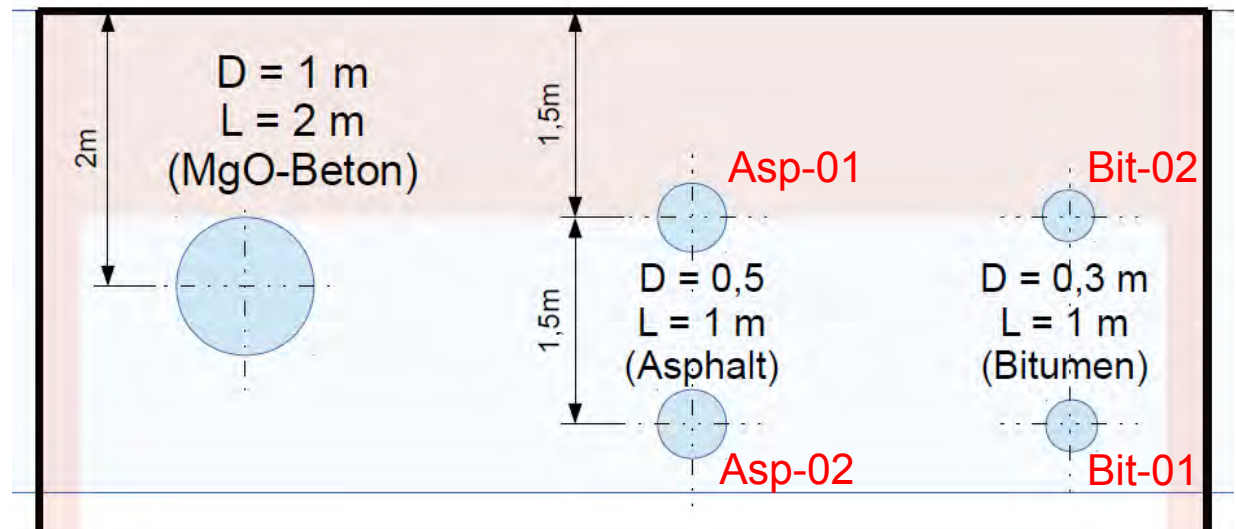 D = 1 m
L = 2 m
(MgO-Beton)
2m
1,5m
Asp-01
Bit-02
D = 0,5
L = 1 m
(Asphalt)
D = 0,3 m
L = 1 m
(Bitumen)
1,5m
Asp-02
Bit-01